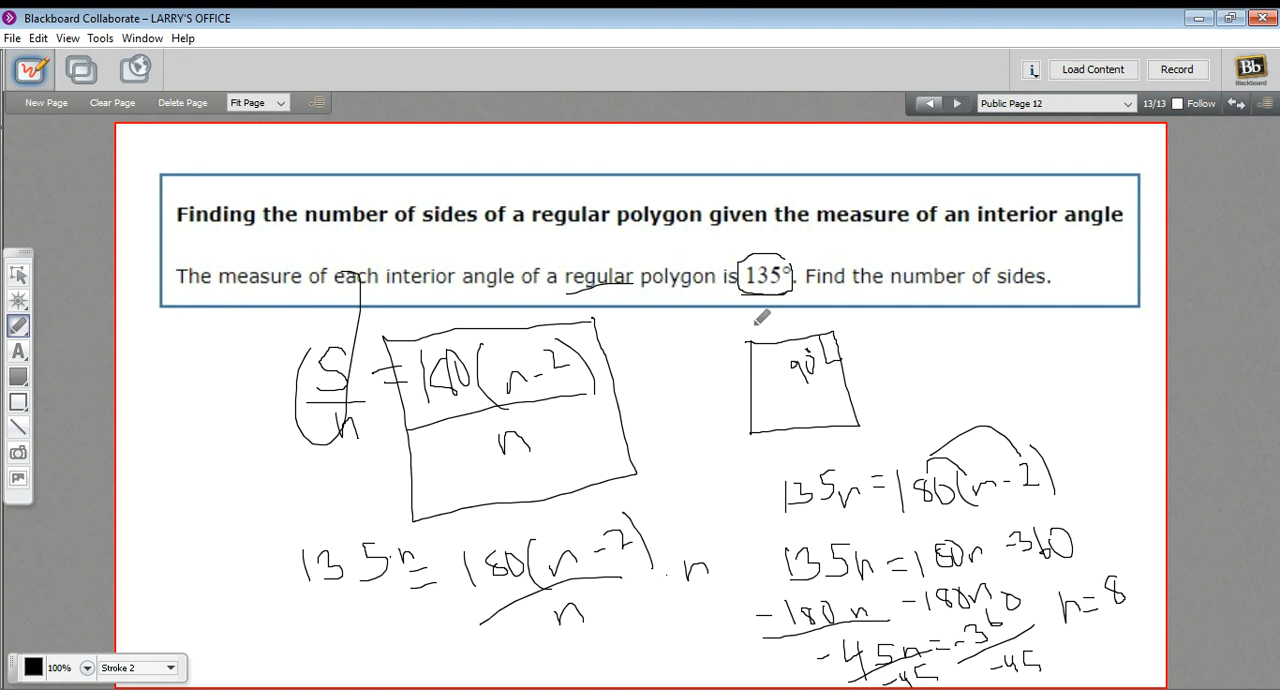 Blackboard Collaborate – LARRY'S OFFICE
File Edit View Tools Window Help
Load Content Record Bb Blackboard
New Page Clear Page Delete Page Fit Page Public Page 12 13/13 Follow
Finding the number of sides of a regular polygon given the measure of an interior angle
The measure of each interior angle of a regular polygon is 135°. Find the number of sides.
S/n = 180(n-2)/n
90°
135n = 180(n-2)
135·n = 180(n-2)/n · n
135n = 180n - 360
-180n -180n 0
n = 8
-45n = -360
-45 -45
A
100% Stroke 2